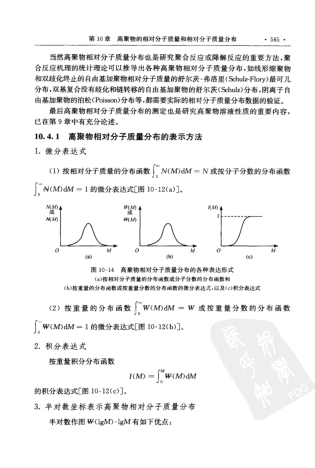 第10章 高聚物的相对分子质量和相对分子质量分布 · 565 ·
当然高聚物相对分子质量分布也是研究聚合反应或降解反应的重要方法,聚
合反应机理的统计理论可以推导出各种高聚物相对分子质量分布,如线形缩聚物
和双歧化终止的自由基加聚物相对分子质量的舒尔茨-弗洛里(Schulz-Flory)最可几
分布,双基复合没有歧化和链转移的自由基加聚物的舒尔茨(Schulz)分布,阴离子自
由基加聚物的泊松(Poisson)分布等,都需要实际的相对分子质量分布数据的验证。
最后高聚物相对分子质量分布的测定也是研究高聚物溶液性质的重要内容,
已在第9章中有充分论述。
10.4.1 高聚物相对分子质量分布的表示方法
1. 微分表达式
(1) 按相对分子质量的分布函数 ∫₀^∞ N(M)dM = N 或按分子分数的分布函数
∫₀^∞ N(M)dM = 1 的微分表达式[图 10-12(a)]。
N(M) 或 N(M) O M (a)
W(M) 或 W(M) O M (b)
I(M) 1 O M (c)
图 10-14 高聚物相对分子质量分布的各种表达形式
(a)按相对分子质量的分布函数或分子分数的分布函数和
(b)按重量的分布函数或按重量分数的分布函数的微分表达式,以及(c)积分表达式
(2) 按重量的分布函数 ∫₀^∞ W(M)dM = W 或按重量分数的分布函数
∫₀^∞ W(M)dM = 1 的微分表达式[图 10-12(b)]。
2. 积分表达式
按重量积分分布函数
I(M) = ∫₀^M W(M)dM
的积分表达式[图 10-12(c)]。
3. 半对数坐标表示高聚物相对分子质量分布
半对数作图 W(lgM)-lgM 有如下优点:
PDG